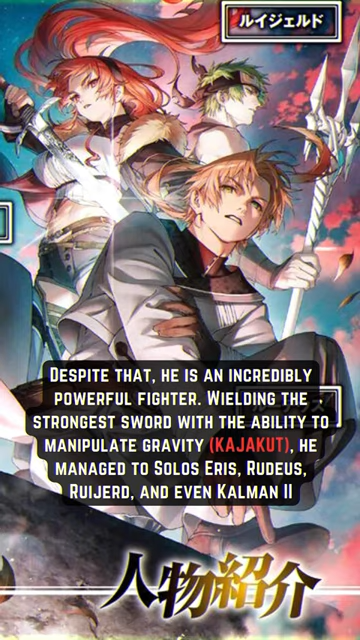 ルイジェルド
Despite that, he is an incredibly
powerful fighter. Wielding the
strongest sword with the ability to
manipulate gravity (KAJAKUT), he
managed to Solos Eris, Rudeus,
Ruijerd, and even Kalman II
人物紹介